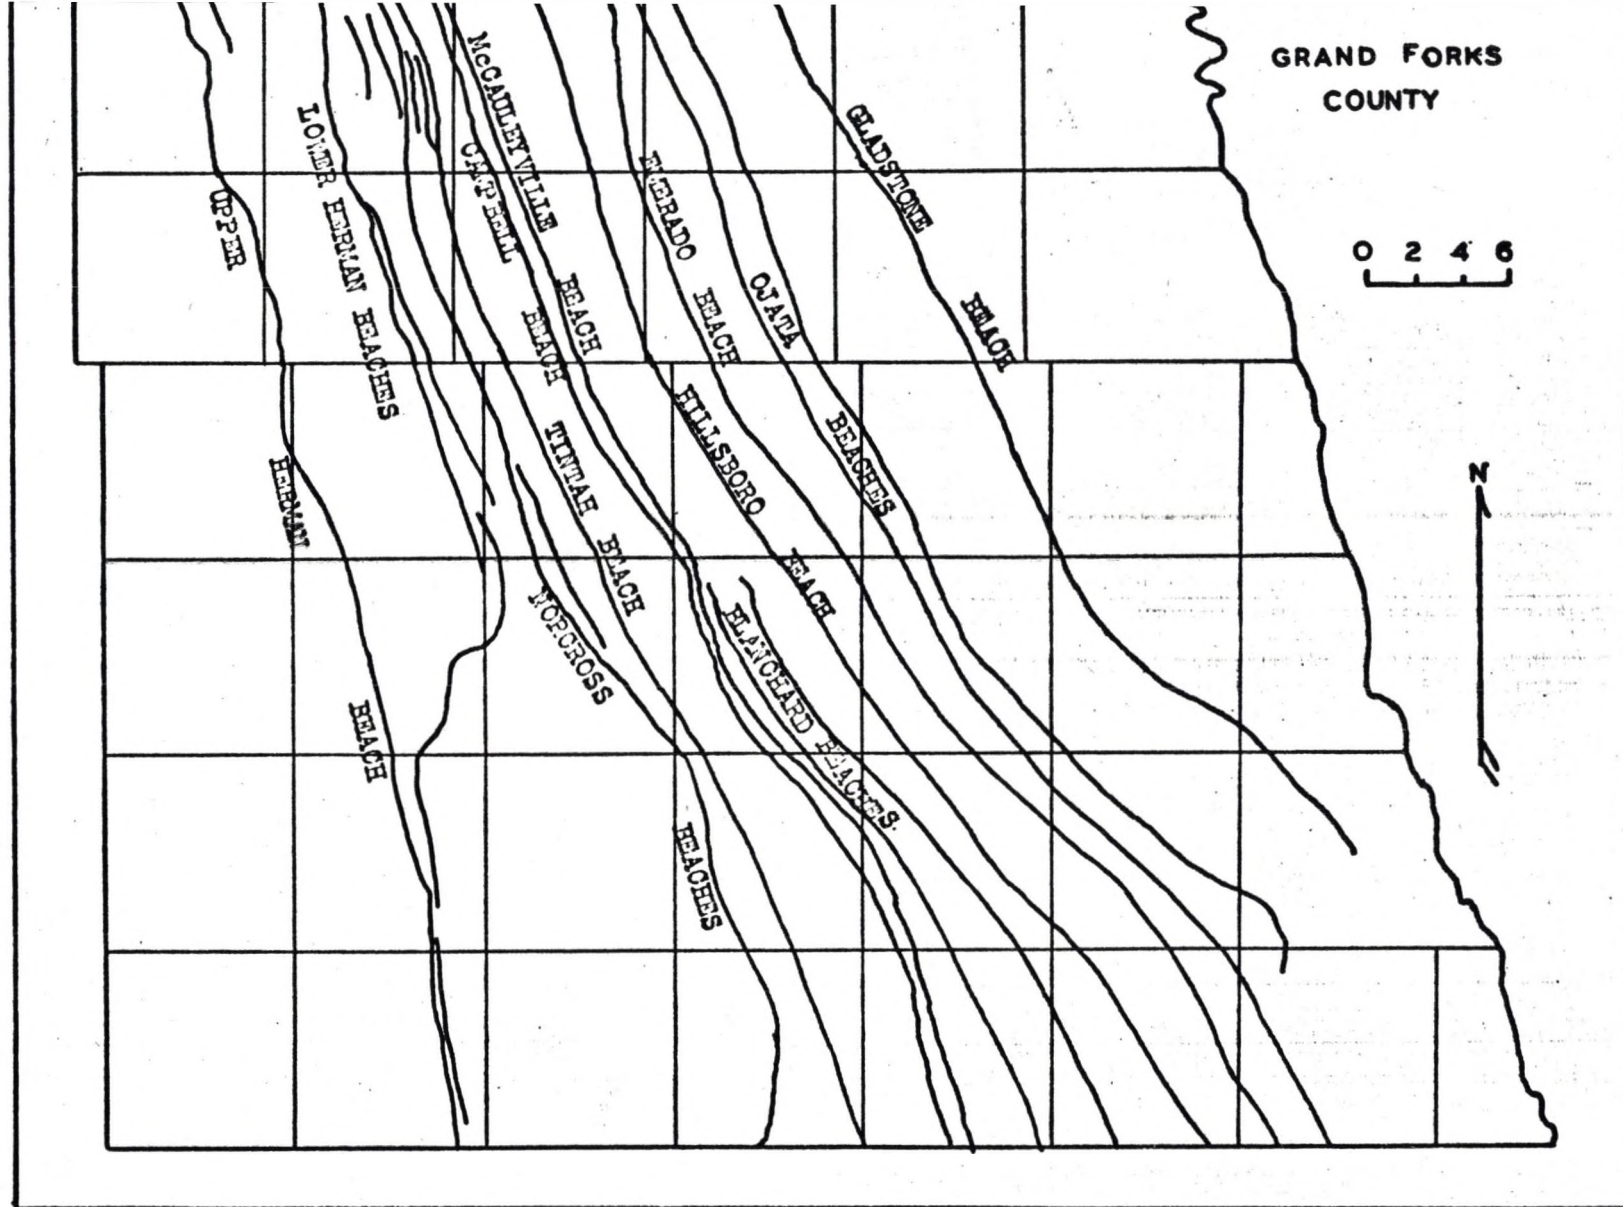 GRAND FORKS
COUNTY
0 2 4 6
N
UPPER HERMAN BEACH
LOWER HERMAN BEACHES
McCAULEYVILLE BEACH
CAMPBELL BEACH
TINTAH BEACH
NORCROSS BEACHES
EMERADO BEACH
HILLSBORO BEACH
BLANCHARD BEACHES
OJATA BEACHES
GLADSTONE BEACH